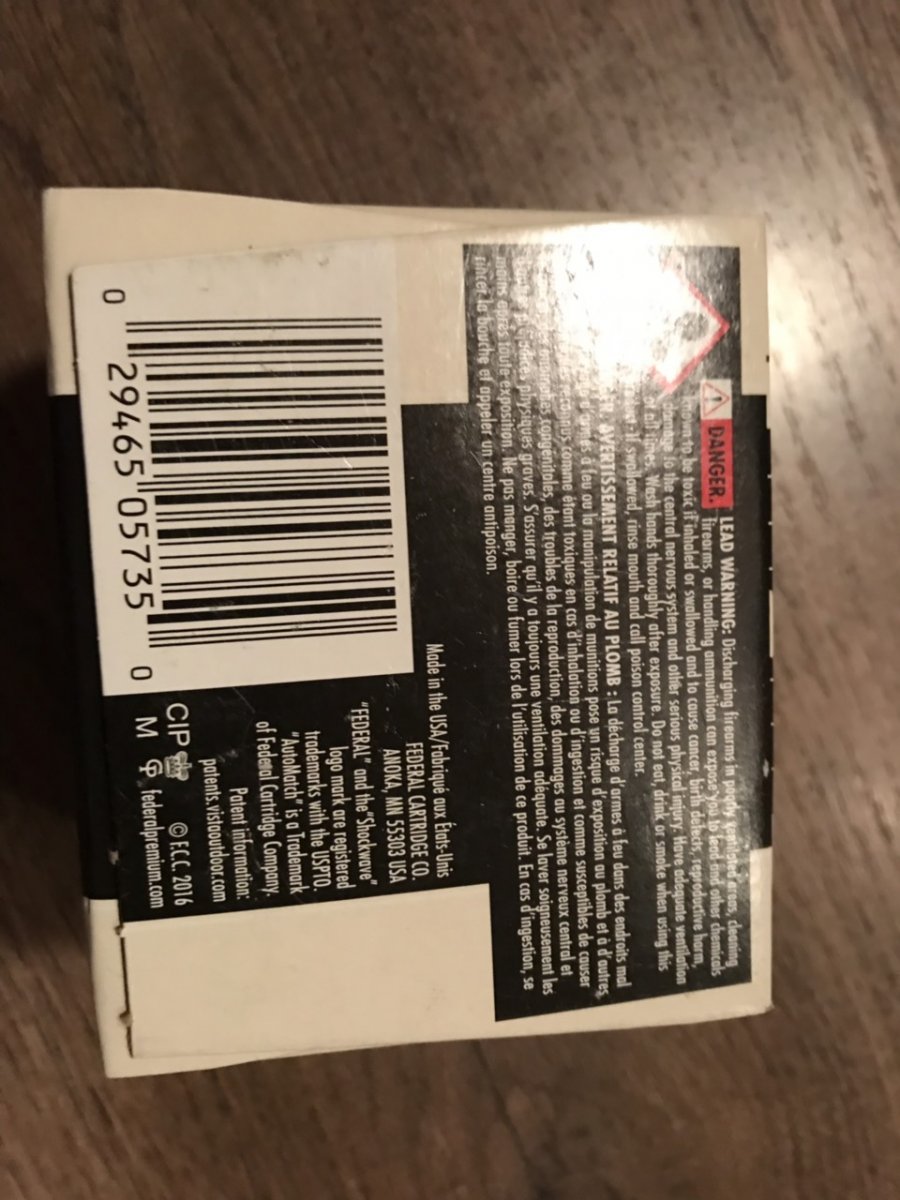 DANGER.
LEAD WARNING: Discharging firearms in poorly ventilated areas, cleaning
firearms, or handling ammunition can expose you to lead and other chemicals
known to be toxic if inhaled or swallowed and to cause cancer, birth defects, reproductive harm,
damage to the central nervous system and other serious physical injury. Have adequate ventilation
at all times. Wash hands thoroughly after exposure. Do not eat, drink or smoke when using this
If swallowed, rinse mouth and call poison control center.
AVERTISSEMENT RELATIF AU PLOMB : La décharge d'armes à feu dans des endroits mal
d'armes à feu ou la manipulation de munitions pose un risque d'exposition au plomb et à d'autres
reconnus comme étant toxiques en cas d'inhalation ou d'ingestion et comme susceptibles de causer
congénitales, des troubles de la reproduction, des dommages au système nerveux central et
physiques graves. S'assurer qu'il y a toujours une ventilation adéquate. Se laver soigneusement les
mains après toute exposition. Ne pas manger, boire ou fumer lors de l'utilisation de ce produit. En cas d'ingestion, se
rincer la bouche et appeler un centre antipoison.
Made in the USA/Fabriqué aux États-Unis
FEDERAL CARTRIDGE CO.
ANOKA, MN 55303 USA
"FEDERAL" and the "Shockwave"
logo mark are registered
trademarks with the USPTO.
"AutoMatch" is a Trademark
of Federal Cartridge Company.
Patent information:
patents.vistaoutdoor.com
CIP © F.C.C. 2016
M federalpremium.com
0 29465 05735 0